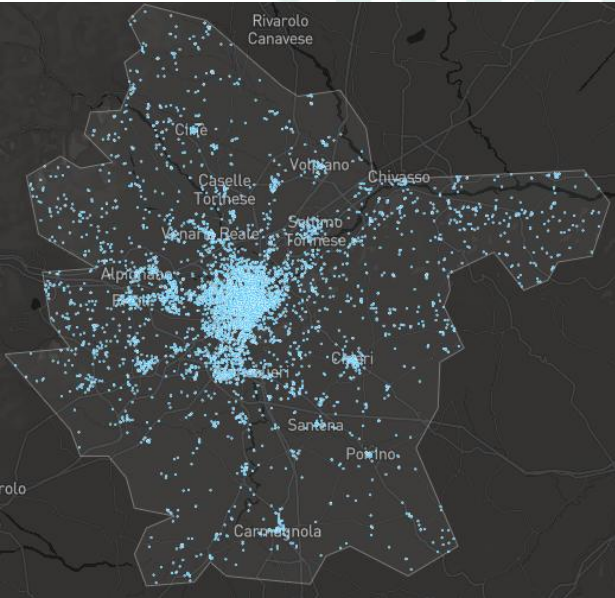 Rivarolo
Canavese
Ciriè
Volpiano
Chivasso
Caselle
Torinese
Settimo
Torinese
Venaria Reale
Alpignano
Chieri
Santena
Poirino
rolo
Carmagnola